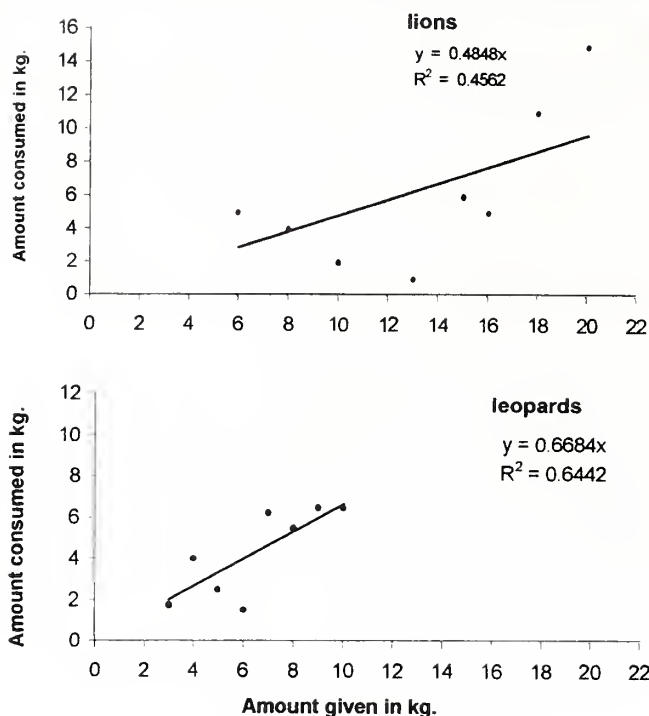 lions
y = 0.4848x
R² = 0.4562
Amount consumed in kg.
16
14
12
10
8
6
4
2
0
0 2 4 6 8 10 12 14 16 18 20 22
leopards
y = 0.6684x
R² = 0.6442
Amount consumed in kg.
12
10
8
6
4
2
0
0 2 4 6 8 10 12 14 16 18 20 22
Amount given in kg.